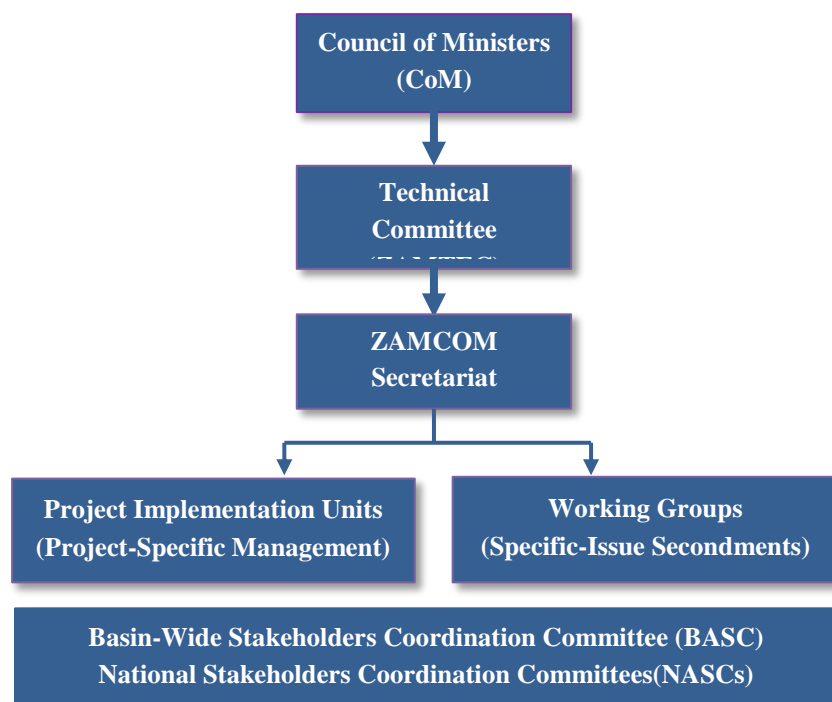 Council of Ministers
(CoM)
Technical
Committee
ZAMCOM
Secretariat
Project Implementation Units
(Project-Specific Management)
Working Groups
(Specific-Issue Secondments)
Basin-Wide Stakeholders Coordination Committee (BASC)
National Stakeholders Coordination Committees(NASCs)